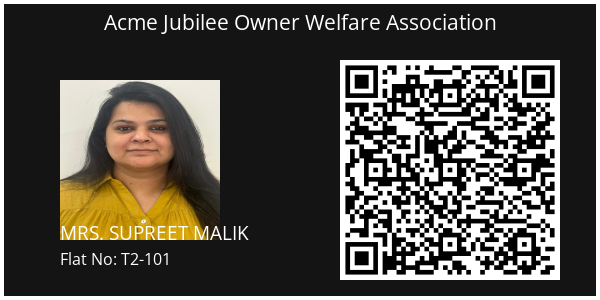 Acme Jubilee Owner Welfare Association
MRS. SUPREET MALIK
Flat No: T2-101